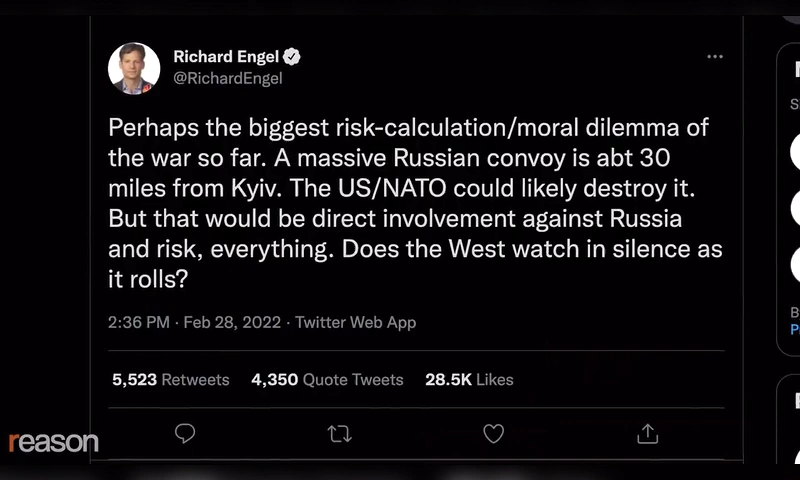 Richard Engel
@RichardEngel
Perhaps the biggest risk-calculation/moral dilemma of
the war so far. A massive Russian convoy is abt 30
miles from Kyiv. The US/NATO could likely destroy it.
But that would be direct involvement against Russia
and risk, everything. Does the West watch in silence as
it rolls?
2:36 PM · Feb 28, 2022 · Twitter Web App
5,523 Retweets 4,350 Quote Tweets 28.5K Likes
reason